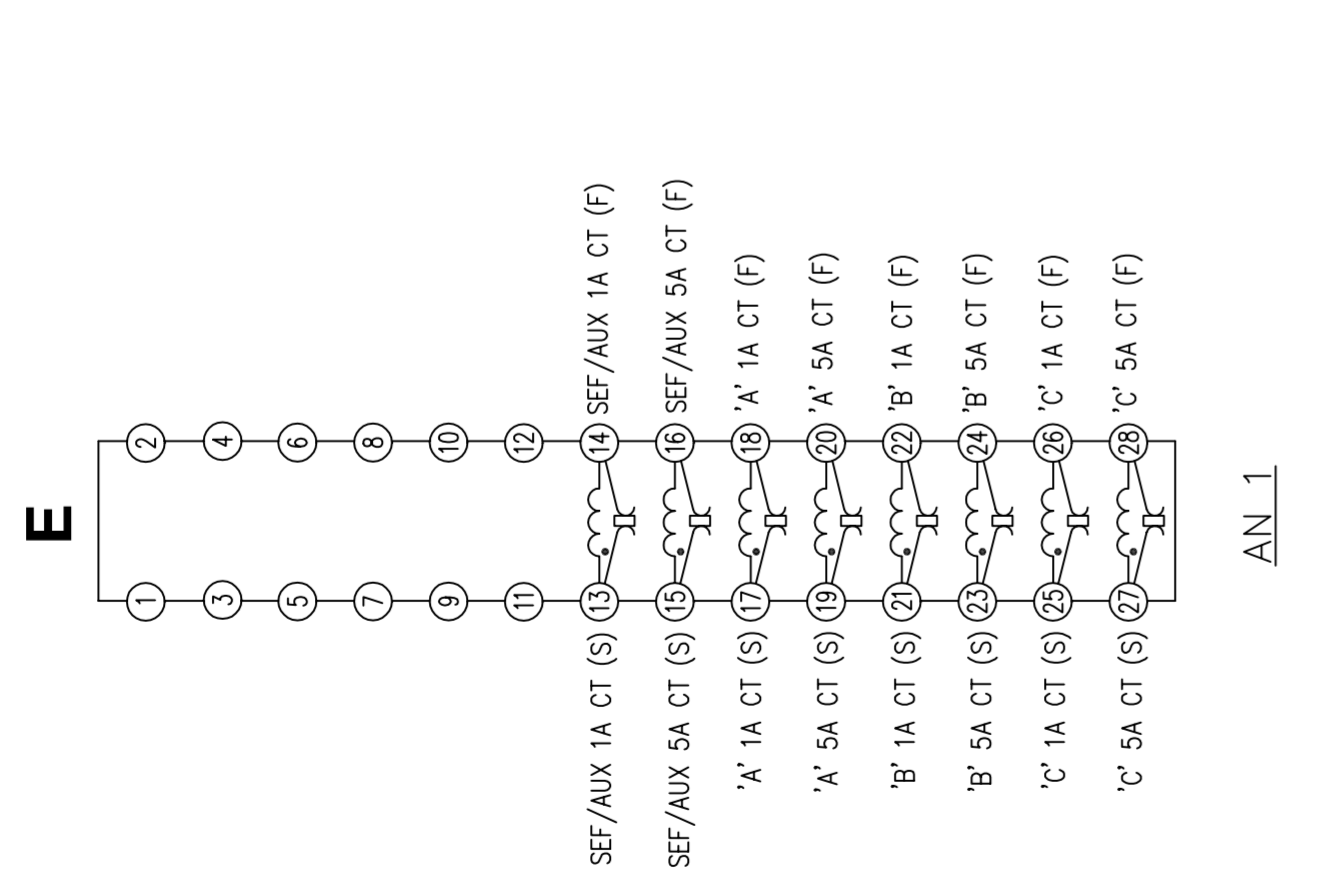 E
1
2
3
4
5
6
7
8
9
10
11
12
SEF/AUX 1A CT (S) 13 14 SEF/AUX 1A CT (F)
SEF/AUX 5A CT (S) 15 16 SEF/AUX 5A CT (F)
'A' 1A CT (S) 17 18 'A' 1A CT (F)
'A' 5A CT (S) 19 20 'A' 5A CT (F)
'B' 1A CT (S) 21 22 'B' 1A CT (F)
'B' 5A CT (S) 23 24 'B' 5A CT (F)
'C' 1A CT (S) 25 26 'C' 1A CT (F)
'C' 5A CT (S) 27 28 'C' 5A CT (F)
AN 1